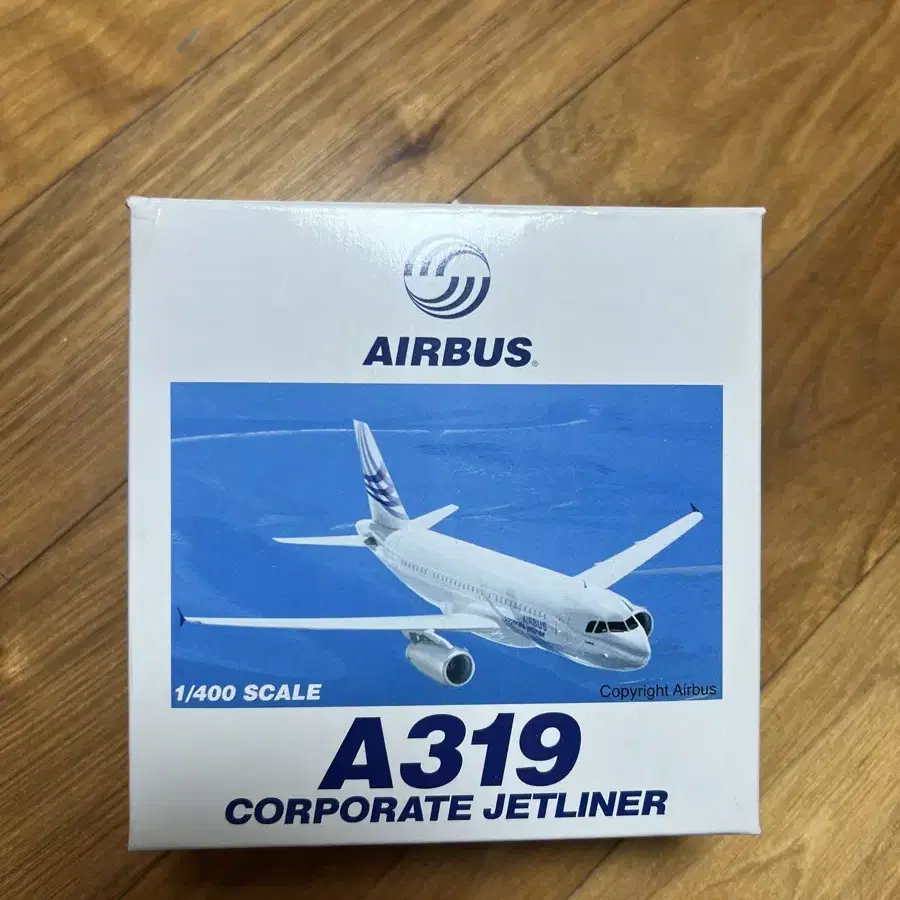 AIRBUS®
AIRBUS
1/400 SCALE
Copyright Airbus
A319
CORPORATE JETLINER